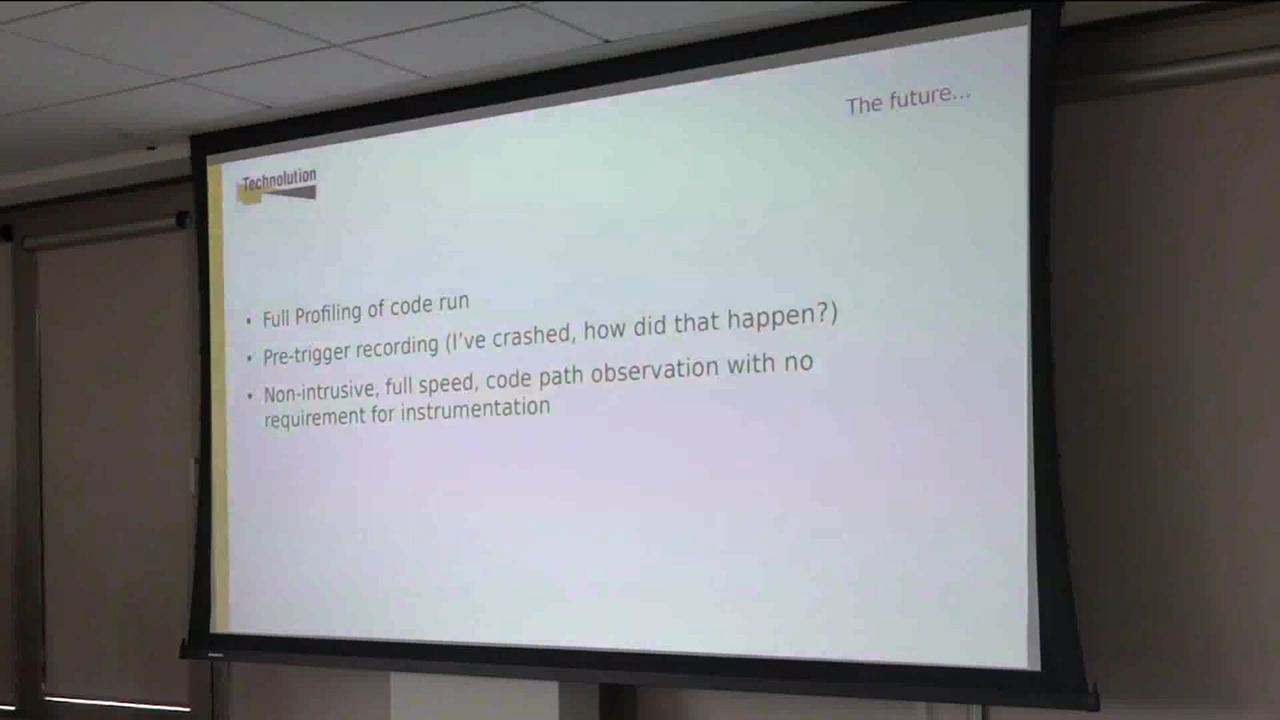 The future...
Technolution
• Full Profiling of code run
• Pre-trigger recording (I've crashed, how did that happen?)
• Non-intrusive, full speed, code path observation with no
requirement for instrumentation